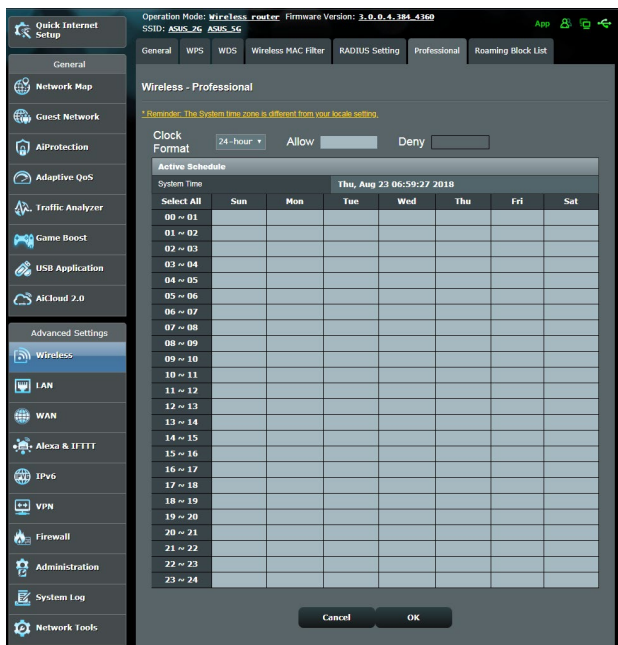 Quick Internet
Setup
Operation Mode: Wireless router Firmware Version: 3.0.0.4.384_4360
SSID: ASUS_2G ASUS_5G
App
General WPS WDS Wireless MAC Filter RADIUS Setting Professional Roaming Block List
General
Network Map
Guest Network
AiProtection
Adaptive QoS
Traffic Analyzer
Game Boost
USB Application
AiCloud 2.0
Advanced Settings
Wireless
LAN
WAN
Alexa & IFTTT
IPv6
VPN
Firewall
Administration
System Log
Network Tools
Wireless - Professional
* Reminder: The System time zone is different from your locale setting.
Clock
Format
24-hour Allow Deny
Active Schedule
System Time Thu, Aug 23 06:59:27 2018
Select All Sun Mon Tue Wed Thu Fri Sat
00 ~ 01
01 ~ 02
02 ~ 03
03 ~ 04
04 ~ 05
05 ~ 06
06 ~ 07
07 ~ 08
08 ~ 09
09 ~ 10
10 ~ 11
11 ~ 12
12 ~ 13
13 ~ 14
14 ~ 15
15 ~ 16
16 ~ 17
17 ~ 18
18 ~ 19
19 ~ 20
20 ~ 21
21 ~ 22
22 ~ 23
23 ~ 24
Cancel OK